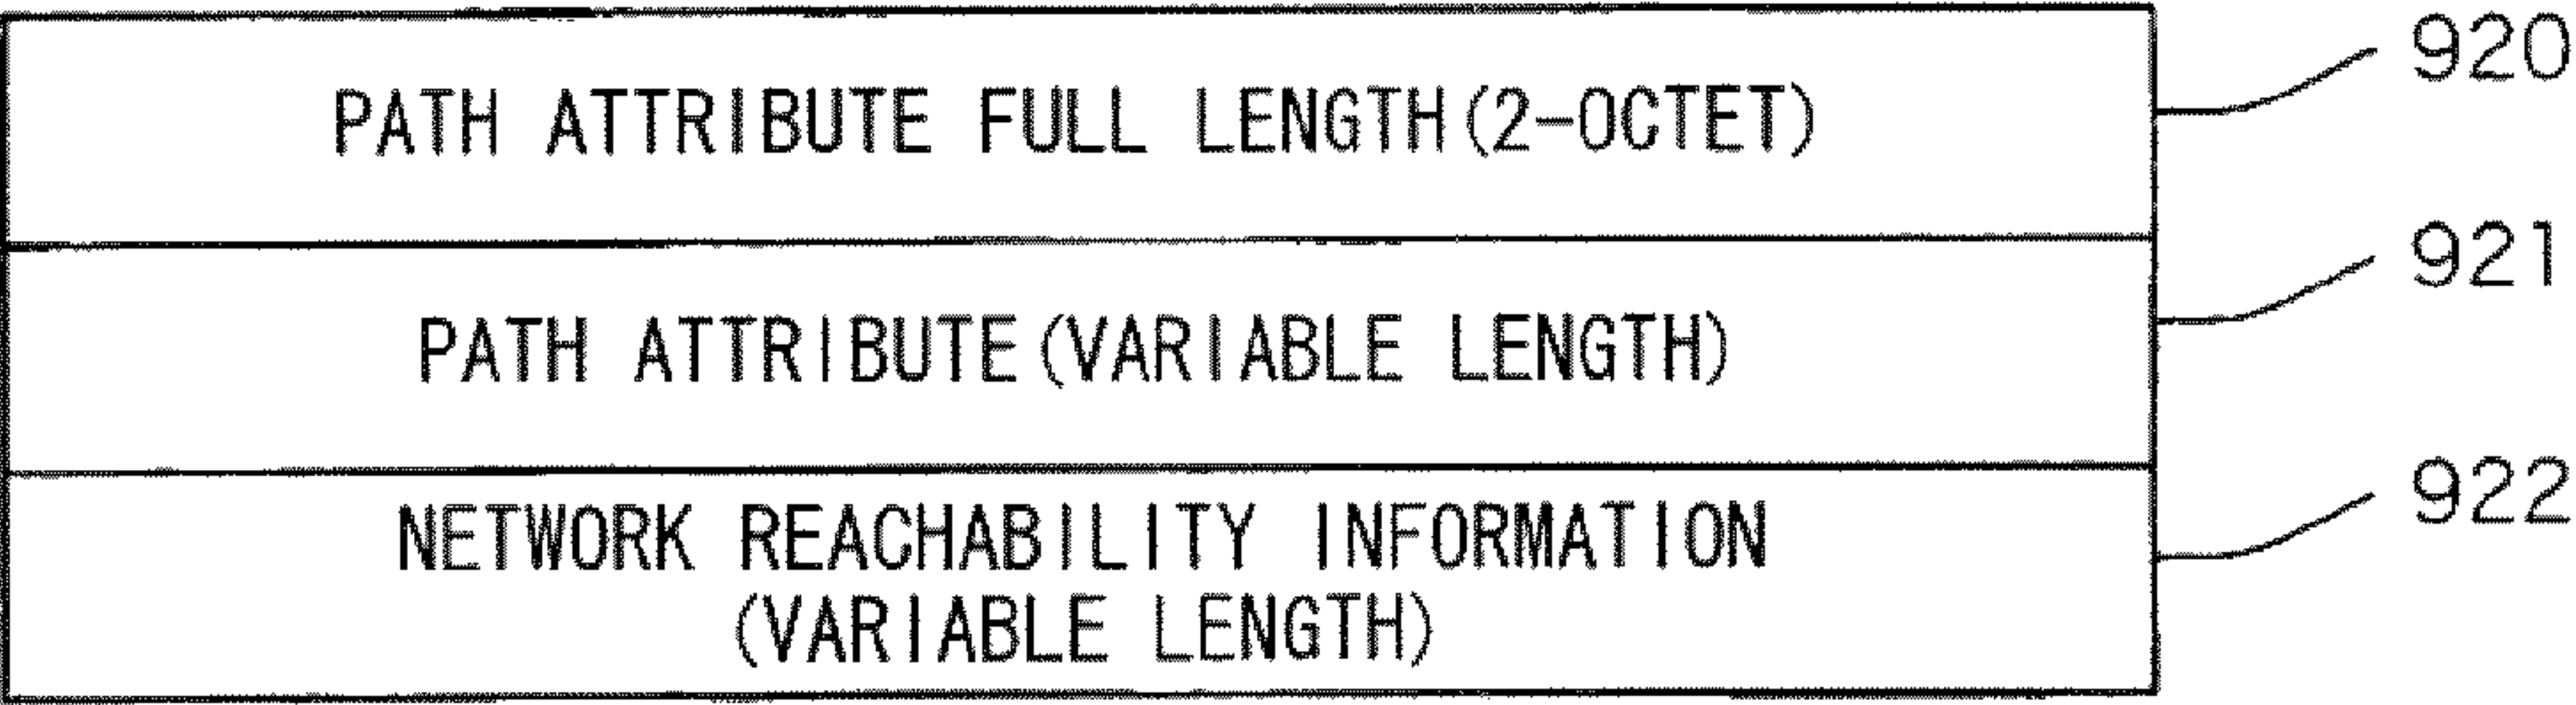 920
PATH ATTRIBUTE FULL LENGTH(2-OCTET)
921
PATH ATTRIBUTE(VARIABLE LENGTH)
922
NETWORK REACHABILITY INFORMATION
(VARIABLE LENGTH)